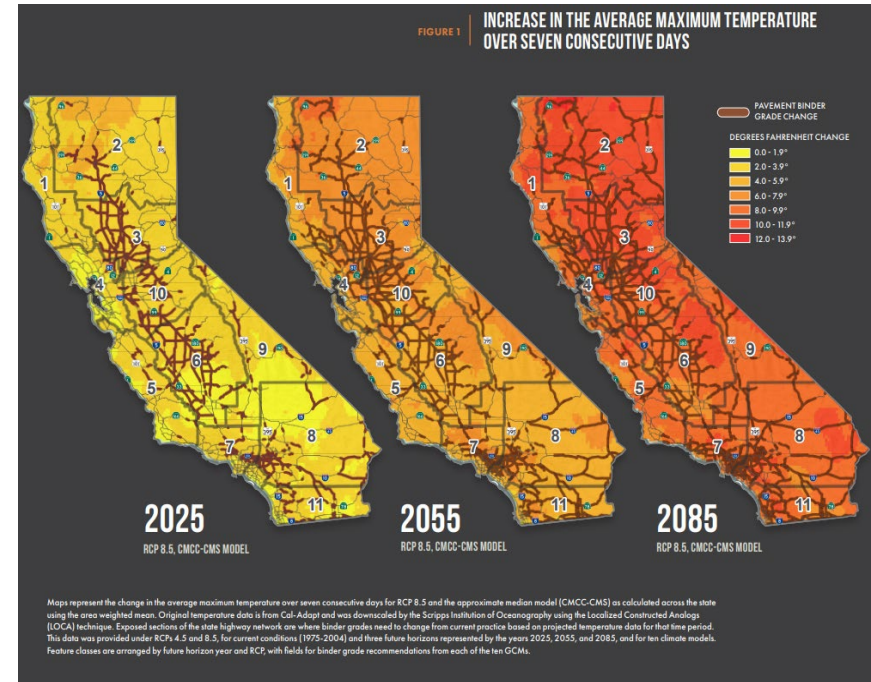 FIGURE 1
INCREASE IN THE AVERAGE MAXIMUM TEMPERATURE
OVER SEVEN CONSECUTIVE DAYS
PAVEMENT BINDER
GRADE CHANGE
DEGREES FAHRENHEIT CHANGE
0.0 - 1.9°
2.0 - 3.9°
4.0 - 5.9°
6.0 - 7.9°
8.0 - 9.9°
10.0 - 11.9°
12.0 - 13.9°
2
1
3
4
10
6
9
5
8
7
11
2
1
3
4
10
6
9
5
8
7
11
2
1
3
4
10
6
9
5
8
7
11
2025
RCP 8.5, CMCC-CMS MODEL
2055
RCP 8.5, CMCC-CMS MODEL
2085
RCP 8.5, CMCC-CMS MODEL
Maps represent the change in the average maximum temperature over seven consecutive days for RCP 8.5 and the approximate median model (CMCC-CMS) as calculated across the state
using the area weighted mean. Original temperature data is from Cal-Adapt and was downscaled by the Scripps Institution of Oceanography using the Localized Constructed Analogs
(LOCA) technique. Exposed sections of the state highway network are where binder grades need to change from current practice based on projected temperature data for that time period.
This data was provided under RCPs 4.5 and 8.5, for current conditions (1975-2004) and three future horizons represented by the years 2025, 2055, and 2085, and for ten climate models.
Feature classes are arranged by future horizon year and RCP, with fields for binder grade recommendations from each of the ten GCMs.